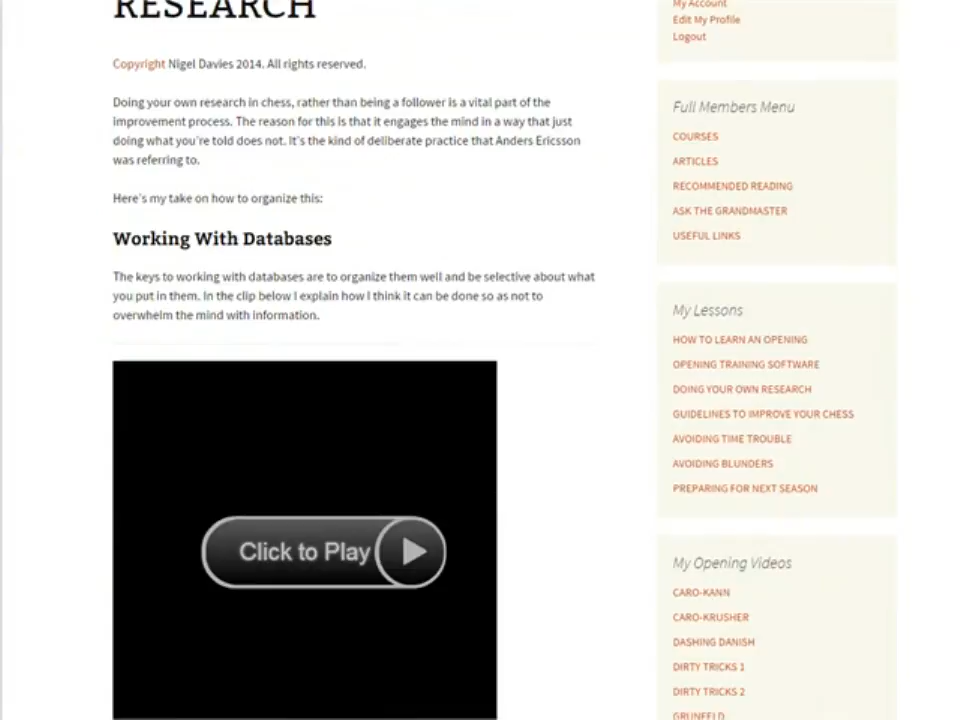 RESEARCH
Copyright Nigel Davies 2014. All rights reserved.
Doing your own research in chess, rather than being a follower is a vital part of the
improvement process. The reason for this is that it engages the mind in a way that just
doing what you're told does not. It's the kind of deliberate practice that Anders Ericsson
was referring to.
Here's my take on how to organize this:
Working With Databases
The keys to working with databases are to organize them well and be selective about what
you put in them. In the clip below I explain how I think it can be done so as not to
overwhelm the mind with information.
Click to Play
My Account
Edit My Profile
Logout
Full Members Menu
COURSES
ARTICLES
RECOMMENDED READING
ASK THE GRANDMASTER
USEFUL LINKS
My Lessons
HOW TO LEARN AN OPENING
OPENING TRAINING SOFTWARE
DOING YOUR OWN RESEARCH
GUIDELINES TO IMPROVE YOUR CHESS
AVOIDING TIME TROUBLE
AVOIDING BLUNDERS
PREPARING FOR NEXT SEASON
My Opening Videos
CARO-KANN
CARO-KRUSHER
DASHING DANISH
DIRTY TRICKS 1
DIRTY TRICKS 2
GRUNFELD